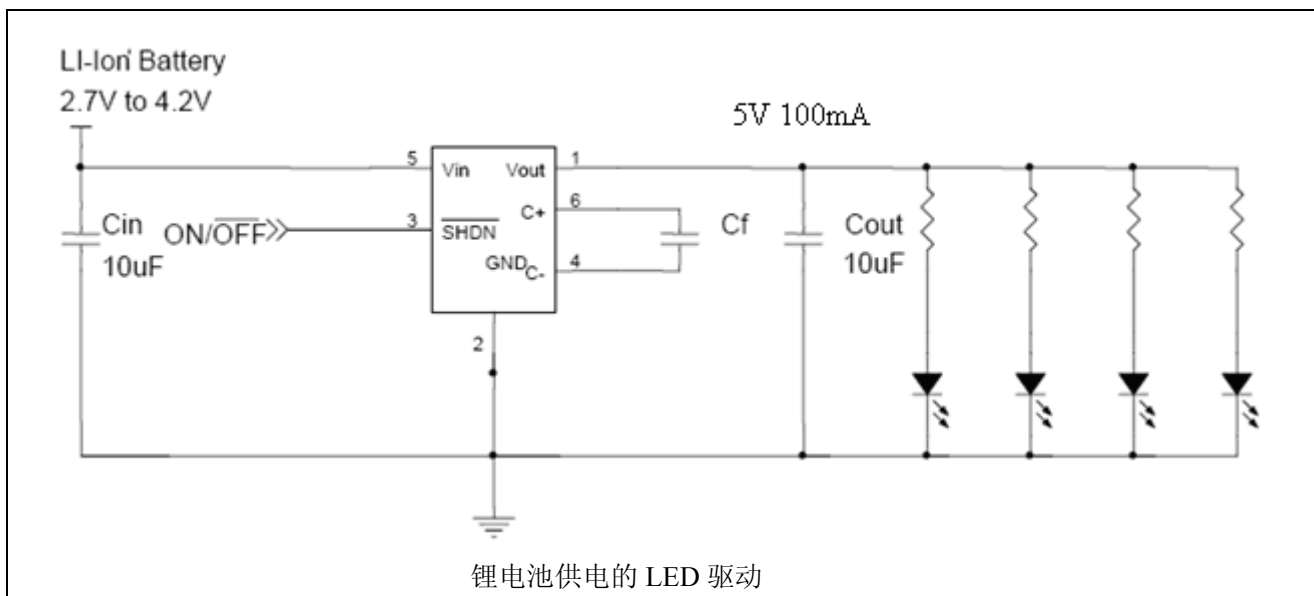 LI-Ion Battery
2.7V to 4.2V
5V 100mA
5
Vin
Vout
1
6
C+
Cf
Cin
10uF
ON/OFF
3
SHDN
GND
C-
4
Cout
10uF
2
锂电池供电的 LED 驱动